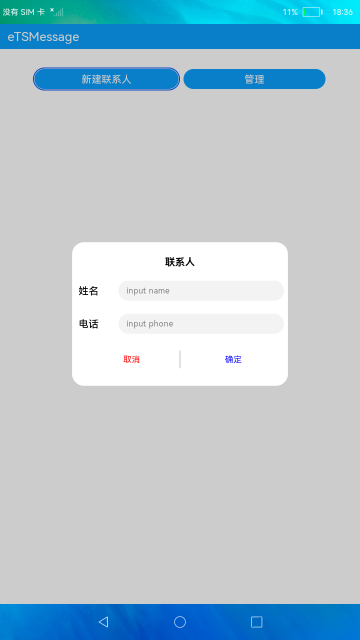 没有 SIM 卡 11% 18:36
eTSMessage
新建联系人 管理
联系人
姓名 input name
电话 input phone
取消 确定